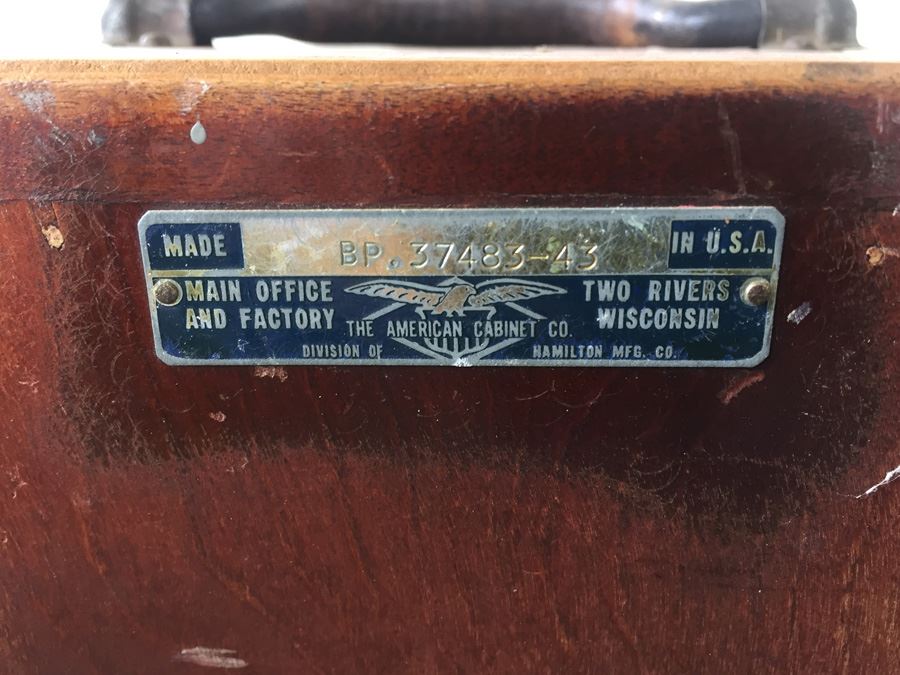 MADE BP. 37483-43 IN U.S.A.
MAIN OFFICE
AND FACTORY
THE AMERICAN CABINET CO.
TWO RIVERS
WISCONSIN
DIVISION OF HAMILTON MFG. CO.